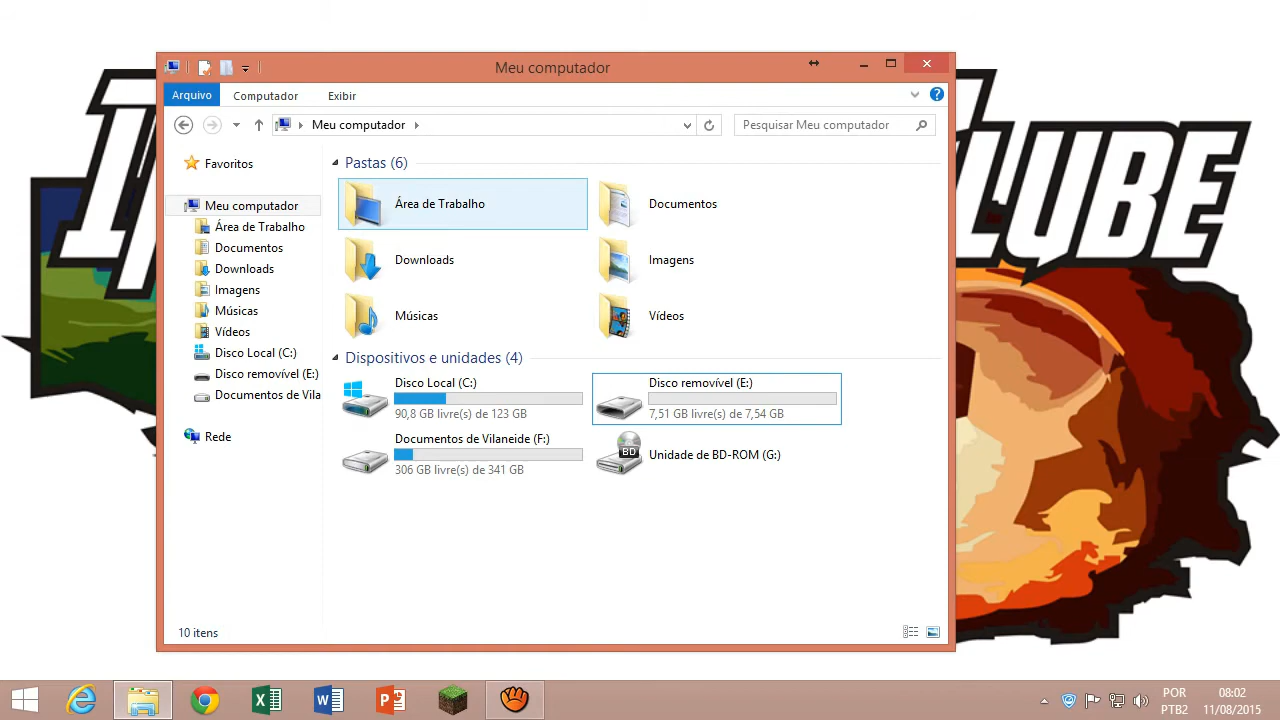 Meu computador
Arquivo
Computador
Exibir
Meu computador
Pesquisar Meu computador
Favoritos
Meu computador
Área de Trabalho
Documentos
Downloads
Imagens
Músicas
Vídeos
Disco Local (C:)
Disco removível (E:)
Documentos de Vila
Rede
Pastas (6)
Área de Trabalho
Documentos
Downloads
Imagens
Músicas
Vídeos
Dispositivos e unidades (4)
Disco Local (C:)
90,8 GB livre(s) de 123 GB
Disco removível (E:)
7,51 GB livre(s) de 7,54 GB
Documentos de Vilaneide (F:)
306 GB livre(s) de 341 GB
BD
Unidade de BD-ROM (G:)
10 itens
POR
PTB2
08:02
11/08/2015